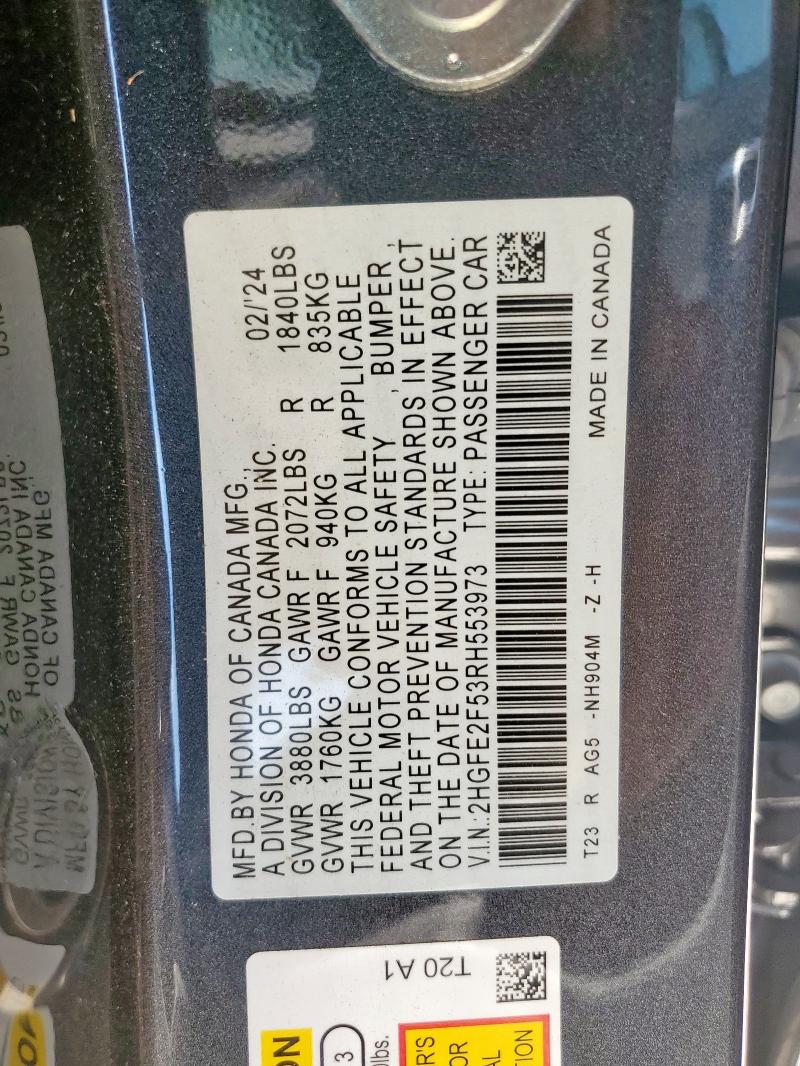 MFD.BY HONDA OF CANADA MFG.,
A DIVISION OF HONDA CANADA INC. 02/'24
GVWR 3880LBS GAWR F 2072LBS R 1840LBS
GVWR 1760KG GAWR F 940KG R 835KG
THIS VEHICLE CONFORMS TO ALL APPLICABLE
FEDERAL MOTOR VEHICLE SAFETY , BUMPER ,
AND THEFT PREVENTION STANDARDS IN EFFECT
ON THE DATE OF MANUFACTURE SHOWN ABOVE.
V.I.N.:2HGFE2F53RH553973 TYPE: PASSENGER CAR
T23 R AG5 -NH904M -Z -H MADE IN CANADA
T20 A1
3
lbs.